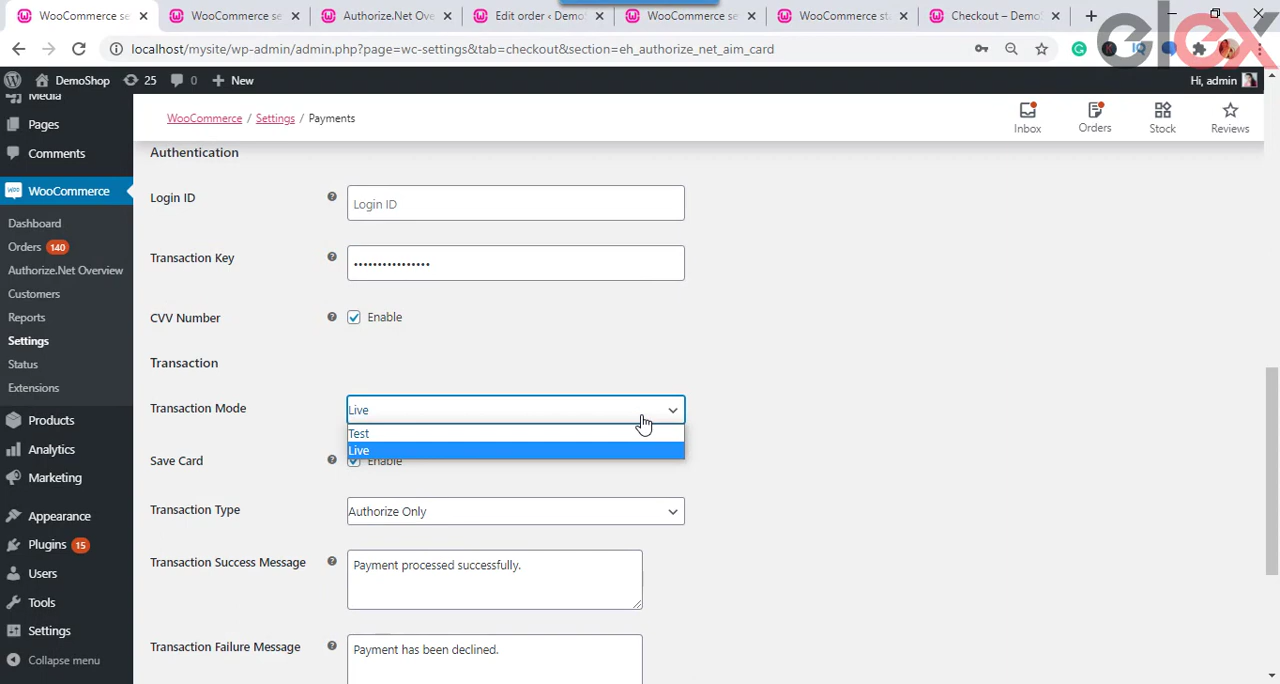 WooCommerce se
WooCommerce se
Authorize.Net Ov
Edit order ‹ Demo
WooCommerce se
WooCommerce st
Checkout – Demo
localhost/mysite/wp-admin/admin.php?page=wc-settings&tab=checkout&section=eh_authorize_net_aim_card
elex
DemoShop
25
0
New
Hi, admin
Media
Pages
Comments
WooCommerce
Dashboard
Orders 140
Authorize.Net Overview
Customers
Reports
Settings
Status
Extensions
Products
Analytics
Marketing
Appearance
Plugins 15
Users
Tools
Settings
Collapse menu
WooCommerce / Settings / Payments
Inbox
Orders
Stock
Reviews
Authentication
Login ID
Login ID
Transaction Key
CVV Number
Enable
Transaction
Transaction Mode
Live
Test
Live
Save Card
Enable
Transaction Type
Authorize Only
Transaction Success Message
Payment processed successfully.
Transaction Failure Message
Payment has been declined.